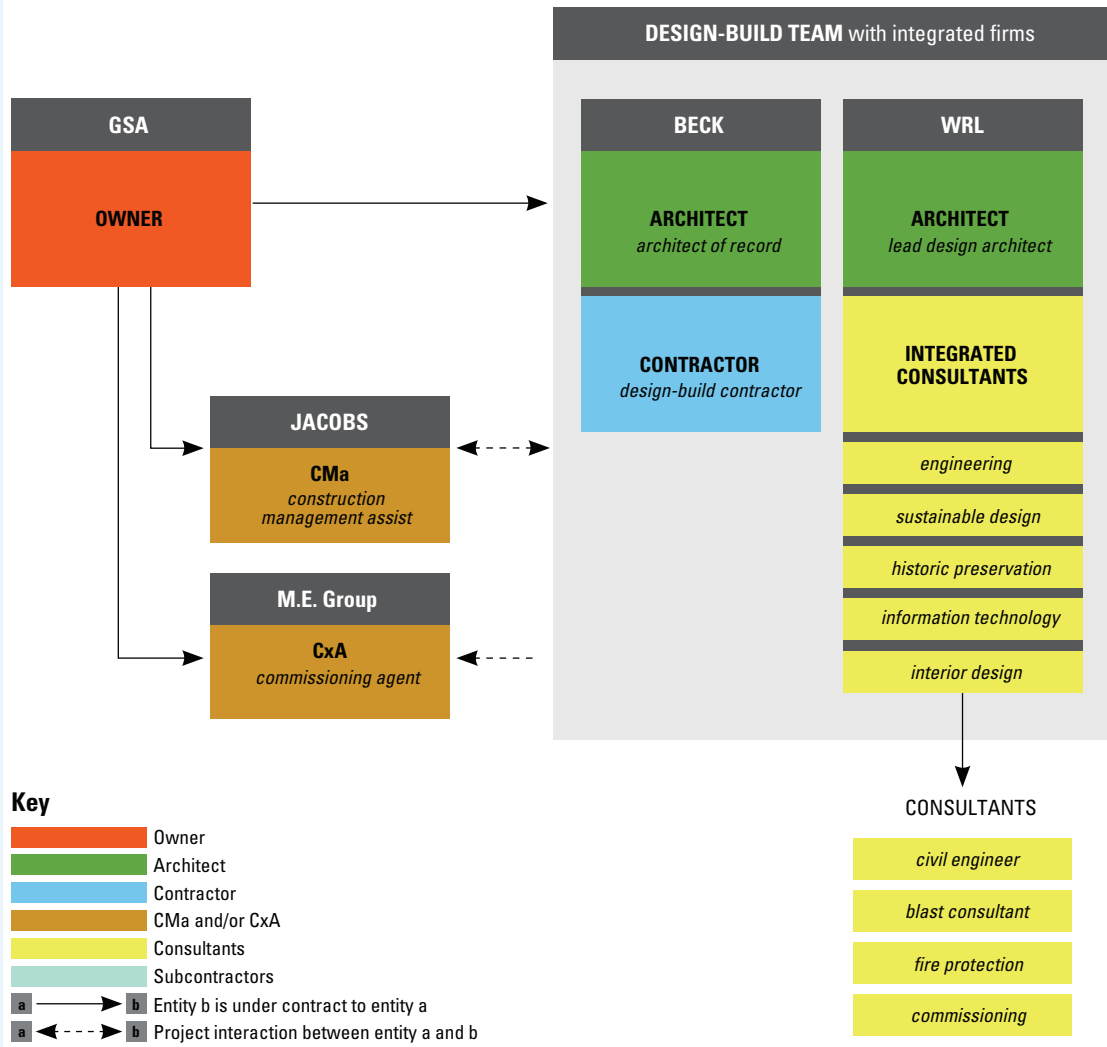 DESIGN-BUILD TEAM with integrated firms
GSA
OWNER
BECK
ARCHITECT
architect of record
CONTRACTOR
design-build contractor
WRL
ARCHITECT
lead design architect
INTEGRATED
CONSULTANTS
engineering
sustainable design
historic preservation
information technology
interior design
JACOBS
CMa
construction
management assist
M.E. Group
CxA
commissioning agent
CONSULTANTS
civil engineer
blast consultant
fire protection
commissioning
Key
Owner
Architect
Contractor
CMa and/or CxA
Consultants
Subcontractors
a b Entity b is under contract to entity a
a b Project interaction between entity a and b